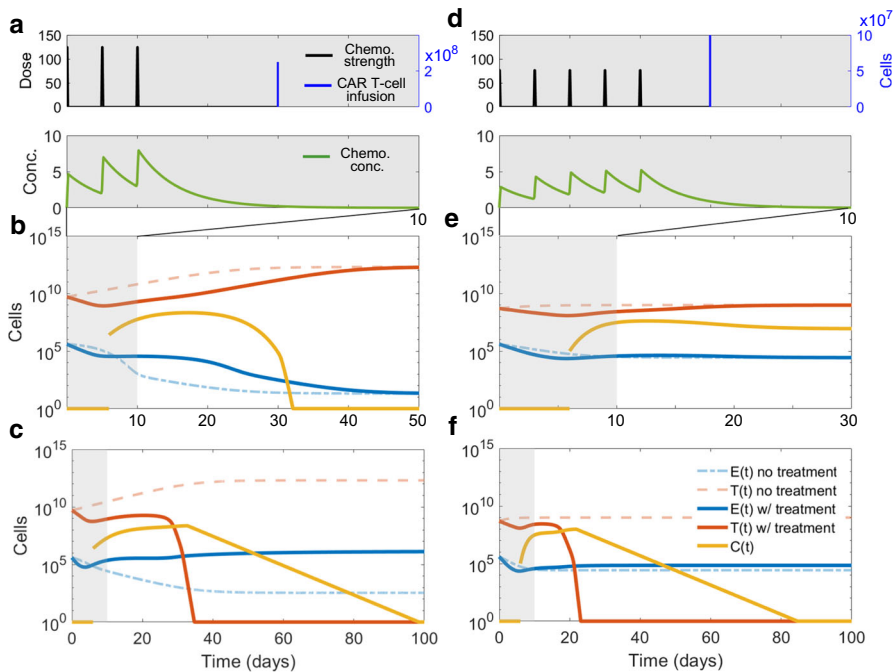 a
150
100
50
0
Dose
Chemo.
strength
CAR T-cell
infusion
x10^8
2
0
10
5
0
Conc.
Chemo.
conc.
10
b
10^15
10^10
10^5
10^0
Cells
0
10
20
30
40
50
c
10^15
10^10
10^5
10^0
Cells
0
20
40
60
80
100
Time (days)
d
150
100
50
0
x10^7
10
5
0
Cells
10
5
0
10
e
10^15
10^10
10^5
10^0
0
10
20
30
f
10^15
10^10
10^5
10^0
E(t) no treatment
T(t) no treatment
E(t) w/ treatment
T(t) w/ treatment
C(t)
0
20
40
60
80
100
Time (days)